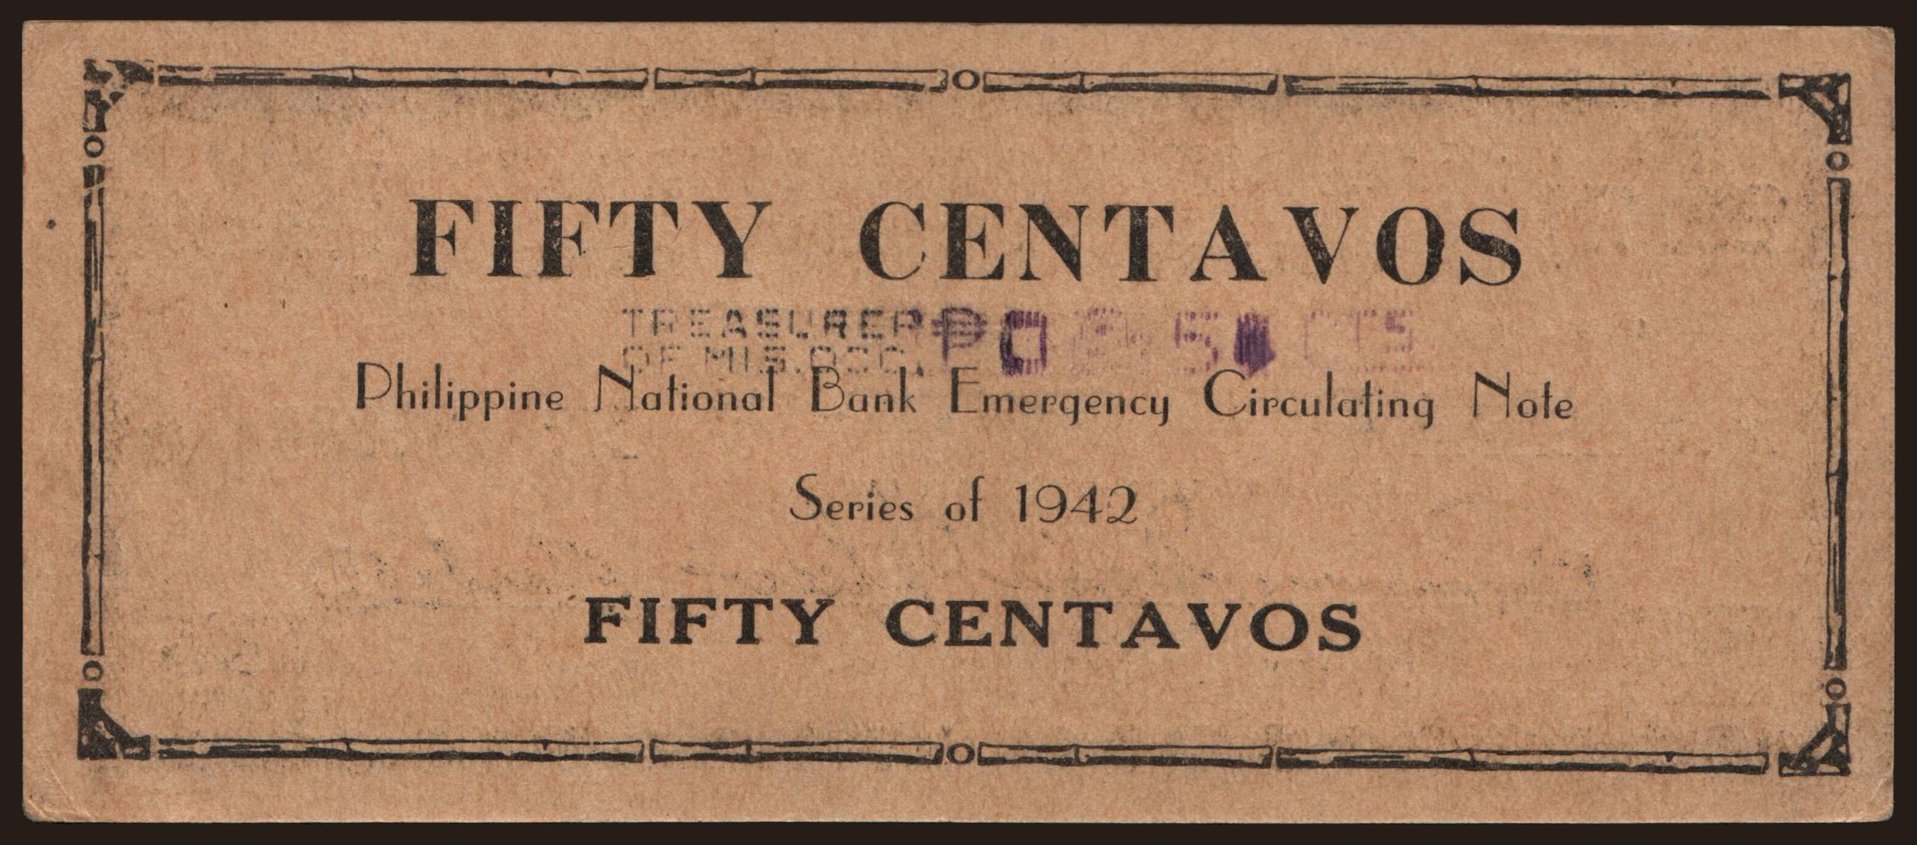 FIFTY CENTAVOS
TREASURER
OF MIS. OCC.
Philippine National Bank Emergency Circulating Note
Series of 1942
FIFTY CENTAVOS